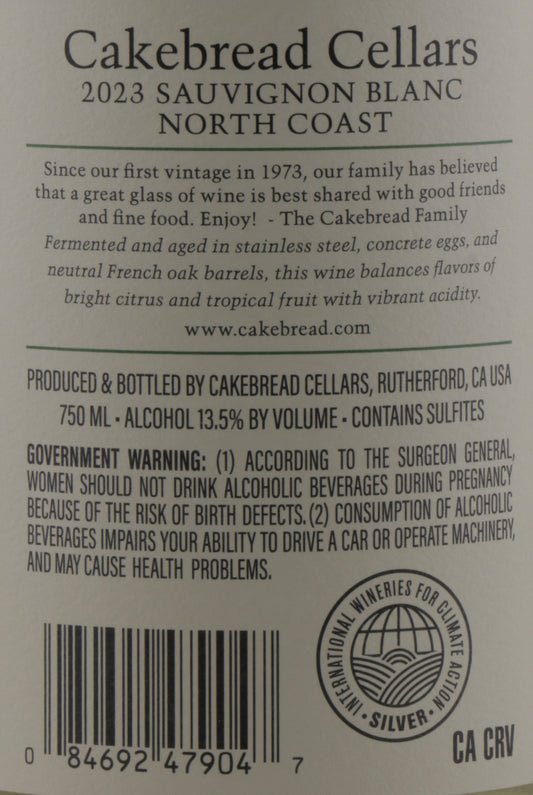 Cakebread Cellars
2023 SAUVIGNON BLANC
NORTH COAST
Since our first vintage in 1973, our family has believed
that a great glass of wine is best shared with good friends
and fine food. Enjoy! - The Cakebread Family
Fermented and aged in stainless steel, concrete eggs, and
neutral French oak barrels, this wine balances flavors of
bright citrus and tropical fruit with vibrant acidity.
www.cakebread.com
PRODUCED & BOTTLED BY CAKEBREAD CELLARS, RUTHERFORD, CA USA
750 ML • ALCOHOL 13.5% BY VOLUME • CONTAINS SULFITES
GOVERNMENT WARNING: (1) ACCORDING TO THE SURGEON GENERAL,
WOMEN SHOULD NOT DRINK ALCOHOLIC BEVERAGES DURING PREGNANCY
BECAUSE OF THE RISK OF BIRTH DEFECTS. (2) CONSUMPTION OF ALCOHOLIC
BEVERAGES IMPAIRS YOUR ABILITY TO DRIVE A CAR OR OPERATE MACHINERY,
AND MAY CAUSE HEALTH PROBLEMS.
INTERNATIONAL WINERIES FOR CLIMATE ACTION
• SILVER •
CA CRV
0 84692 47904 7